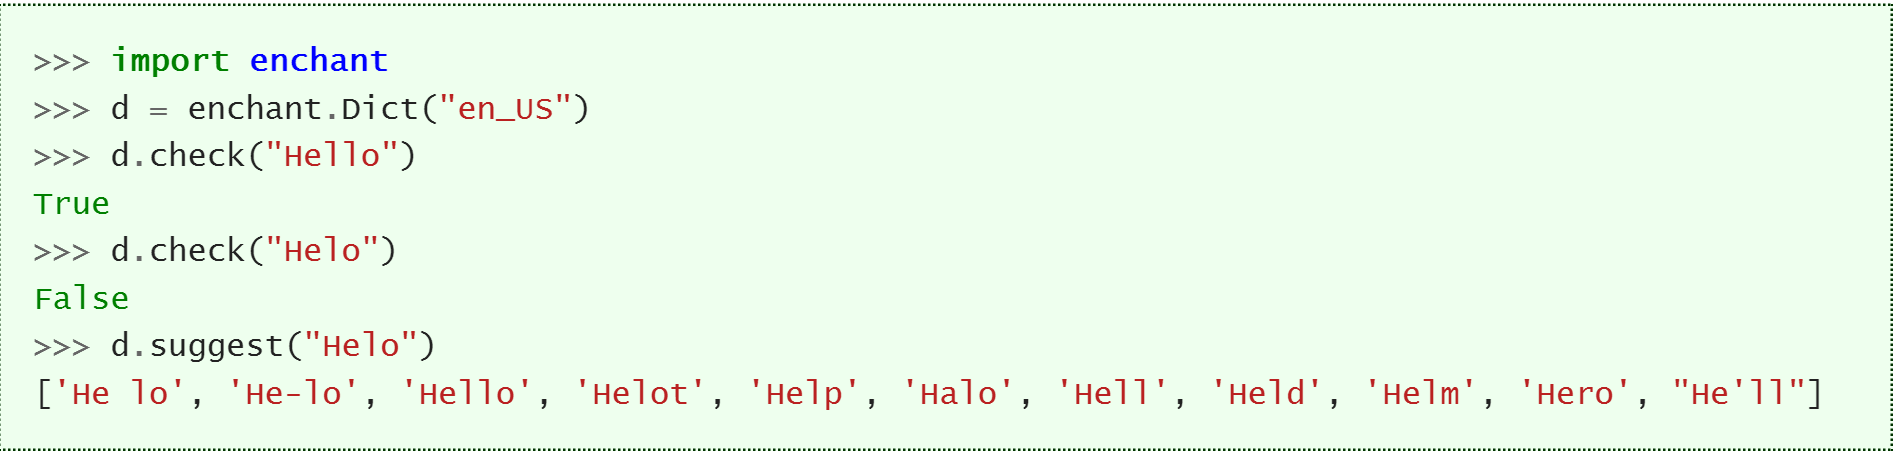 >>> import enchant
>>> d = enchant.Dict("en_US")
>>> d.check("Hello")
True
>>> d.check("Helo")
False
>>> d.suggest("Helo")
['He lo', 'He-lo', 'Hello', 'Helot', 'Help', 'Halo', 'Hell', 'Held', 'Helm', 'Hero', "He'll"]